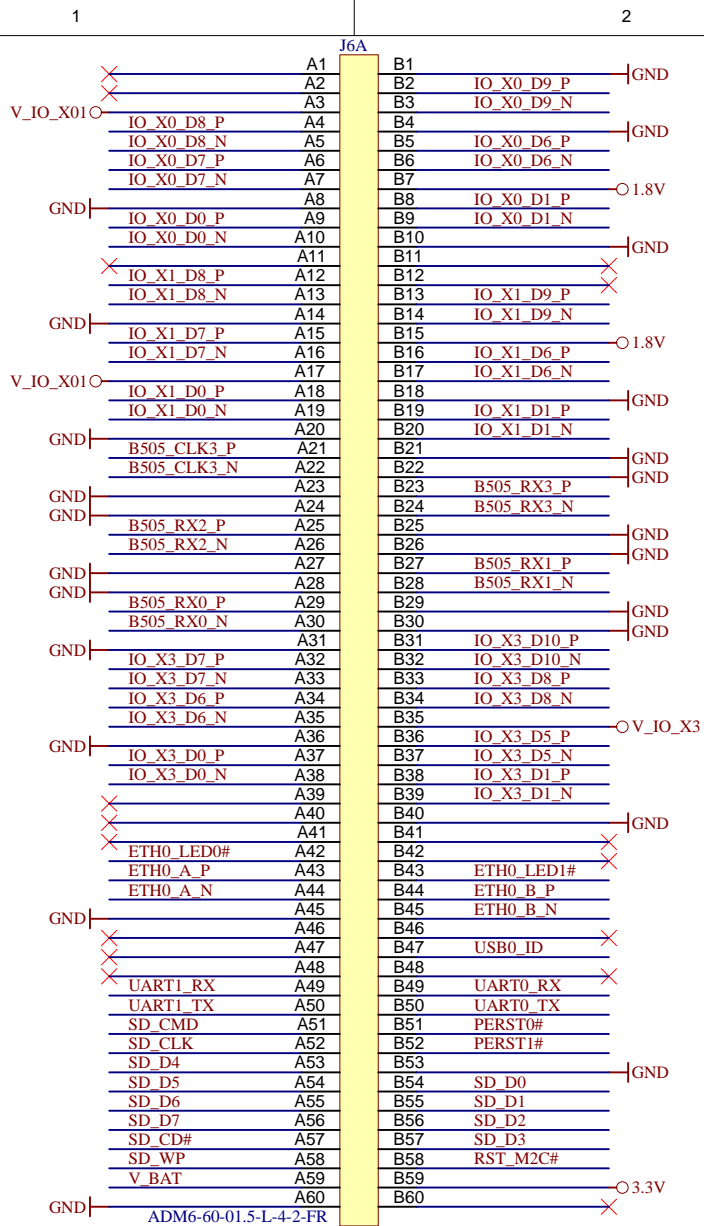 1 2
J6A
A1 B1 GND
A2 B2 IO_X0_D9_P
V_IO_X01 A3 B3 IO_X0_D9_N
IO_X0_D8_P A4 B4 GND
IO_X0_D8_N A5 B5 IO_X0_D6_P
IO_X0_D7_P A6 B6 IO_X0_D6_N
IO_X0_D7_N A7 B7 1.8V
GND A8 B8 IO_X0_D1_P
IO_X0_D0_P A9 B9 IO_X0_D1_N
IO_X0_D0_N A10 B10 GND
A11 B11
IO_X1_D8_P A12 B12
IO_X1_D8_N A13 B13 IO_X1_D9_P
GND A14 B14 IO_X1_D9_N
IO_X1_D7_P A15 B15 1.8V
IO_X1_D7_N A16 B16 IO_X1_D6_P
V_IO_X01 A17 B17 IO_X1_D6_N
IO_X1_D0_P A18 B18 GND
IO_X1_D0_N A19 B19 IO_X1_D1_P
GND A20 B20 IO_X1_D1_N
B505_CLK3_P A21 B21 GND
B505_CLK3_N A22 B22 GND
GND A23 B23 B505_RX3_P
GND A24 B24 B505_RX3_N
B505_RX2_P A25 B25 GND
B505_RX2_N A26 B26 GND
GND A27 B27 B505_RX1_P
GND A28 B28 B505_RX1_N
B505_RX0_P A29 B29 GND
B505_RX0_N A30 B30 GND
GND A31 B31 IO_X3_D10_P
IO_X3_D7_P A32 B32 IO_X3_D10_N
IO_X3_D7_N A33 B33 IO_X3_D8_P
IO_X3_D6_P A34 B34 IO_X3_D8_N
IO_X3_D6_N A35 B35 V_IO_X3
GND A36 B36 IO_X3_D5_P
IO_X3_D0_P A37 B37 IO_X3_D5_N
IO_X3_D0_N A38 B38 IO_X3_D1_P
A39 B39 IO_X3_D1_N
A40 B40 GND
A41 B41
ETH0_LED0# A42 B42
ETH0_A_P A43 B43 ETH0_LED1#
ETH0_A_N A44 B44 ETH0_B_P
GND A45 B45 ETH0_B_N
A46 B46
A47 B47 USB0_ID
A48 B48
UART1_RX A49 B49 UART0_RX
UART1_TX A50 B50 UART0_TX
SD_CMD A51 B51 PERST0#
SD_CLK A52 B52 PERST1#
SD_D4 A53 B53 GND
SD_D5 A54 B54 SD_D0
SD_D6 A55 B55 SD_D1
SD_D7 A56 B56 SD_D2
SD_CD# A57 B57 SD_D3
SD_WP A58 B58 RST_M2C#
V_BAT A59 B59 3.3V
GND A60 B60
ADM6-60-01.5-L-4-2-FR